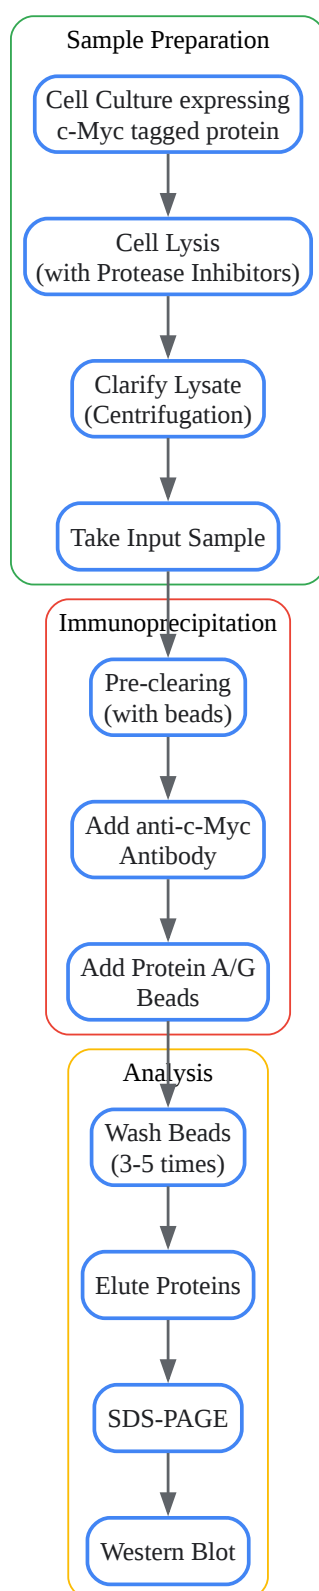 Sample Preparation
Cell Culture expressing
c-Myc tagged protein
Cell Lysis
(with Protease Inhibitors)
Clarify Lysate
(Centrifugation)
Take Input Sample
Immunoprecipitation
Pre-clearing
(with beads)
Add anti-c-Myc
Antibody
Add Protein A/G
Beads
Analysis
Wash Beads
(3-5 times)
Elute Proteins
SDS-PAGE
Western Blot